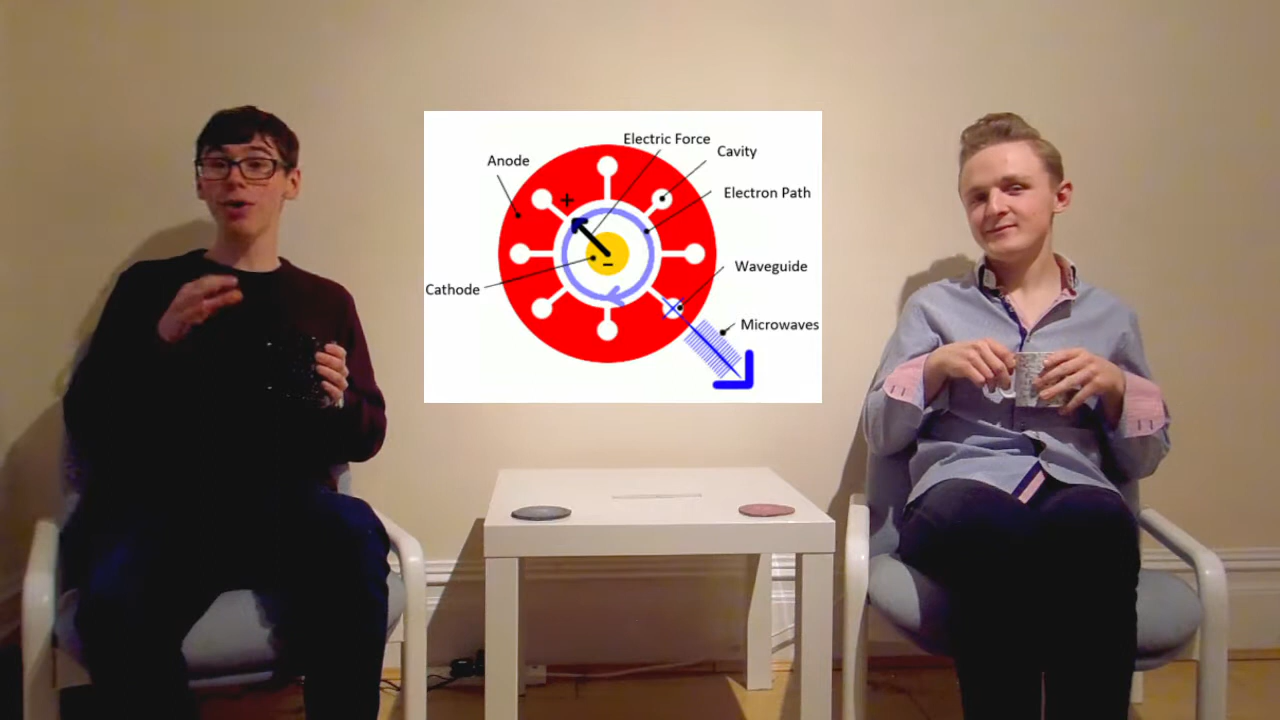 Electric Force
Anode
Cavity
+
Electron Path
Waveguide
–
Cathode
Microwaves